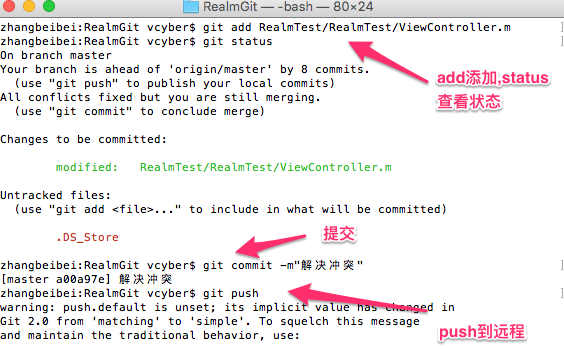 RealmGit — -bash — 80×24
zhangbeibei:RealmGit vcyber$ git add RealmTest/RealmTest/ViewController.m
zhangbeibei:RealmGit vcyber$ git status
On branch master
Your branch is ahead of 'origin/master' by 8 commits.
  (use "git push" to publish your local commits)
All conflicts fixed but you are still merging.
  (use "git commit" to conclude merge)
add添加,status
查看状态
Changes to be committed:
        modified:   RealmTest/RealmTest/ViewController.m
Untracked files:
  (use "git add <file>..." to include in what will be committed)
        .DS_Store
提交
zhangbeibei:RealmGit vcyber$ git commit -m"解决冲突"
[master a00a97e] 解决冲突
zhangbeibei:RealmGit vcyber$ git push
warning: push.default is unset; its implicit value has changed in
Git 2.0 from 'matching' to 'simple'. To squelch this message
and maintain the traditional behavior, use:
push到远程